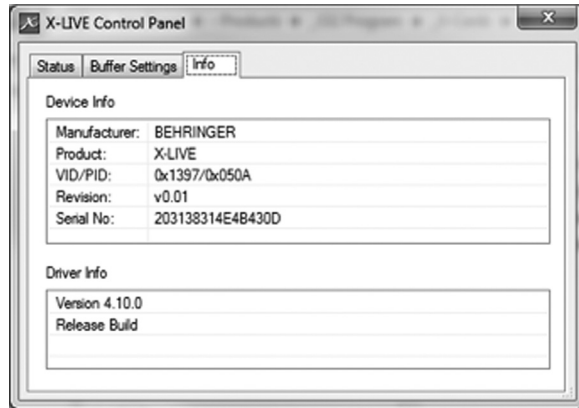 X-LIVE Control Panel
Status Buffer Settings Info
Device Info
Manufacturer: BEHRINGER
Product: X-LIVE
VID/PID: 0x1397/0x050A
Revision: v0.01
Serial No: 203138314E4B430D
Driver Info
Version 4.10.0
Release Build